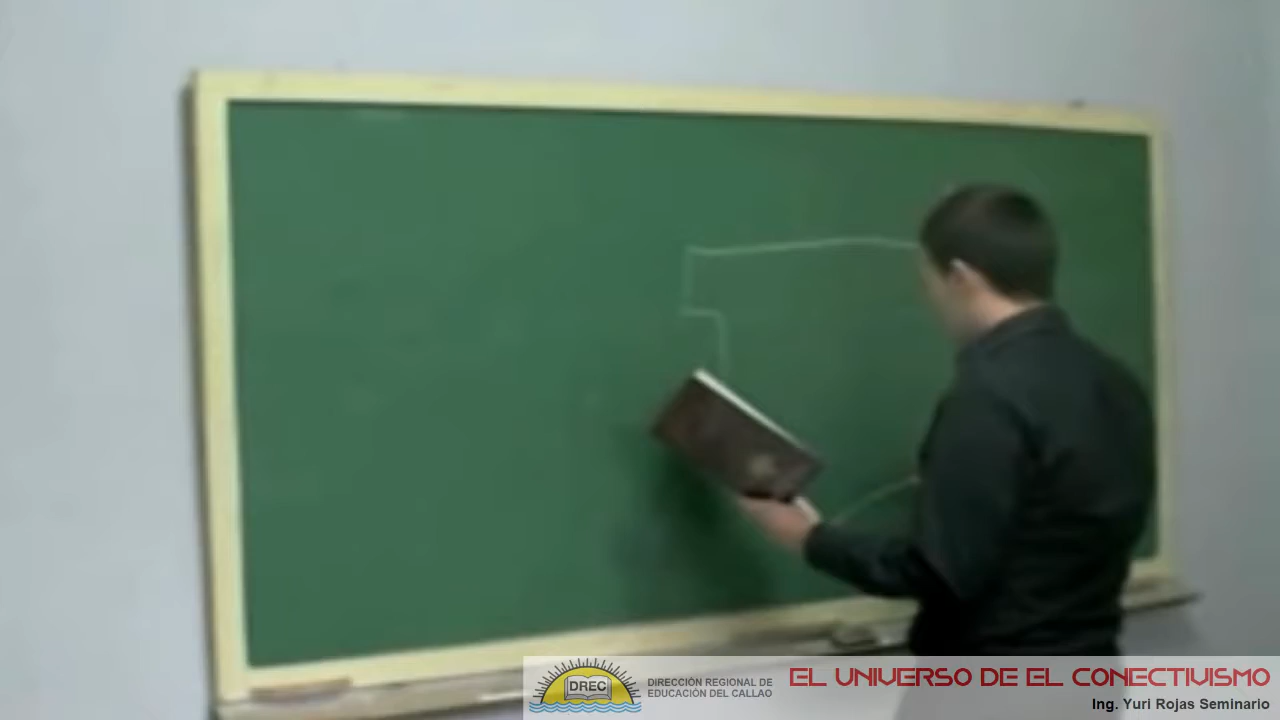 DREC
DIRECCIÓN REGIONAL DE
EDUCACIÓN DEL CALLAO
EL UNIVERSO DE EL CONECTIVISMO
Ing. Yuri Rojas Seminario